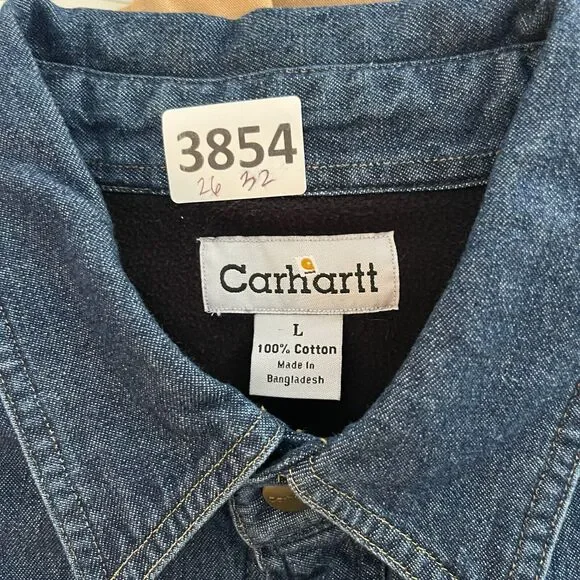 3854
26 32
Carhartt
L
100% Cotton
Made In
Bangladesh